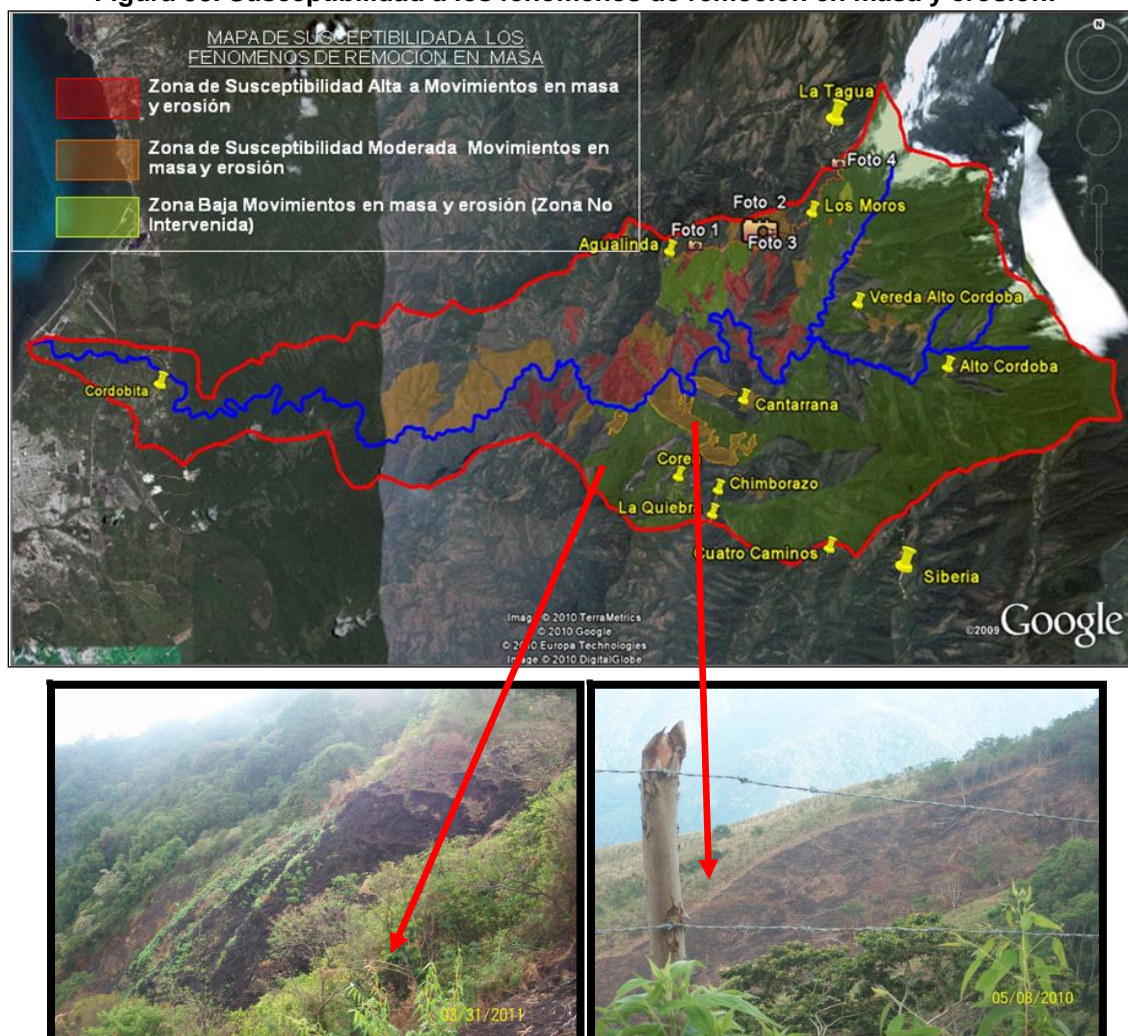 MAPA DE SUSCEPTIBILIDAD A LOS
FENOMENOS DE REMOCION EN MASA
Zona de Susceptibilidad Alta a Movimientos en masa
y erosión
Zona de Susceptibilidad Moderada Movimientos en
masa y erosión
Zona Baja Movimientos en masa y erosión (Zona No
Intervenida)
N
La Tagua
Foto 4
Foto 2
Los Moros
Foto 1
Foto 3
Agualinda
Vereda Alto Cordoba
Alto Cordoba
Cordobita
Cantarrana
Corea
Chimborazo
La Quiebra
Cuatro Caminos
Siberia
Image © 2010 TerraMetrics
© 2010 Google
© 2010 Europa Technologies
Image © 2010 DigitalGlobe
©2009 Google
03/31/2011
05/08/2010